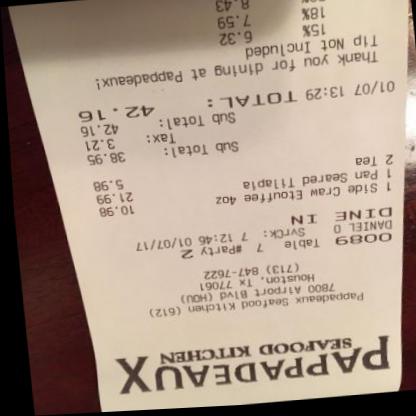 PAPPADEAUX
SEAFOOD KITCHEN
Pappadeaux Seafood Kitchen (612)
7800 Airport Blvd (HOU)
Houston, Tx 77061
(713) 847-7622
0089 Table 7 #Party 2
DANIEL O SvrCk: 7 12:46 01/07/17
DINE IN
1 Side Craw Etouffee 4oz 10.98
1 Pan Seared Tilapia 21.99
2 Tea 5.98
Sub Total: 38.95
Tax: 3.21
Sub Total: 42.16
01/07 13:29 TOTAL: 42.16
Thank you for dining at Pappadeaux!
Tip Not Included
15% 6.32
18% 7.59
8.43